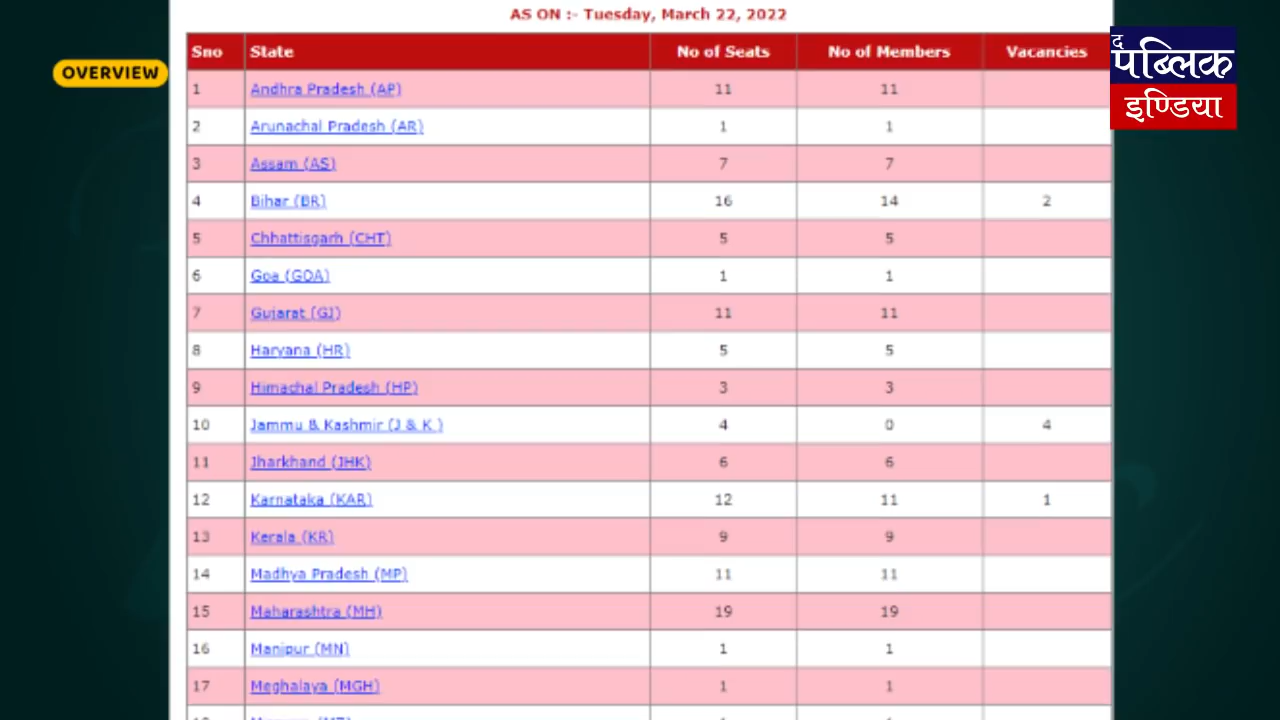 AS ON :- Tuesday, March 22, 2022
OVERVIEW
द
पब्लिक
इण्डिया
Sno State No of Seats No of Members Vacancies
1 Andhra Pradesh (AP) 11 11
2 Arunachal Pradesh (AR) 1 1
3 Assam (AS) 7 7
4 Bihar (BR) 16 14 2
5 Chhattisgarh (CHT) 5 5
6 Goa (GOA) 1 1
7 Gujarat (GJ) 11 11
8 Haryana (HR) 5 5
9 Himachal Pradesh (HP) 3 3
10 Jammu & Kashmir (J & K ) 4 0 4
11 Jharkhand (JHK) 6 6
12 Karnataka (KAR) 12 11 1
13 Kerala (KR) 9 9
14 Madhya Pradesh (MP) 11 11
15 Maharashtra (MH) 19 19
16 Manipur (MN) 1 1
17 Meghalaya (MGH) 1 1